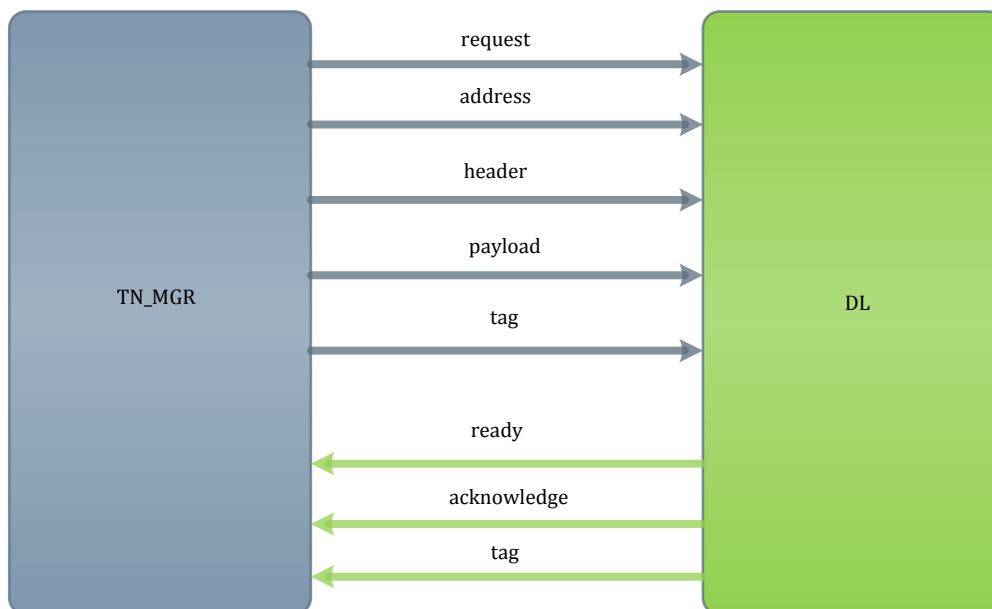 request
address
header
payload
TN_MGR
DL
tag
ready
acknowledge
tag